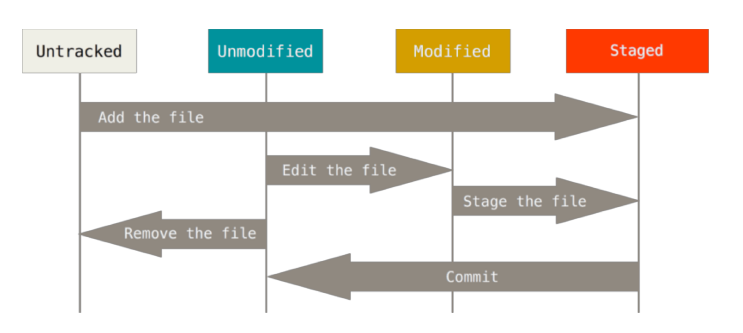 Untracked
Unmodified
Modified
Staged
Add the file
Edit the file
Stage the file
Remove the file
Commit